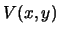 V(x, y)